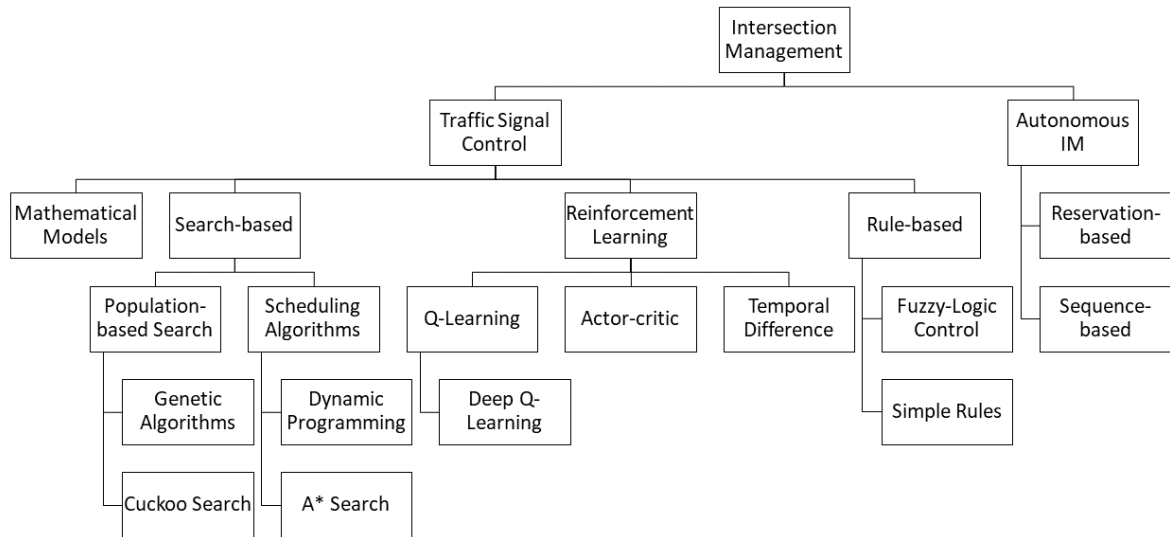 Intersection
Management
Traffic Signal
Control
Autonomous
IM
Mathematical
Models
Search-based
Reinforcement
Learning
Rule-based
Reservation-
based
Population-
based Search
Scheduling
Algorithms
Q-Learning
Actor-critic
Temporal
Difference
Fuzzy-Logic
Control
Sequence-
based
Genetic
Algorithms
Dynamic
Programming
Deep Q-
Learning
Simple Rules
Cuckoo Search
A* Search